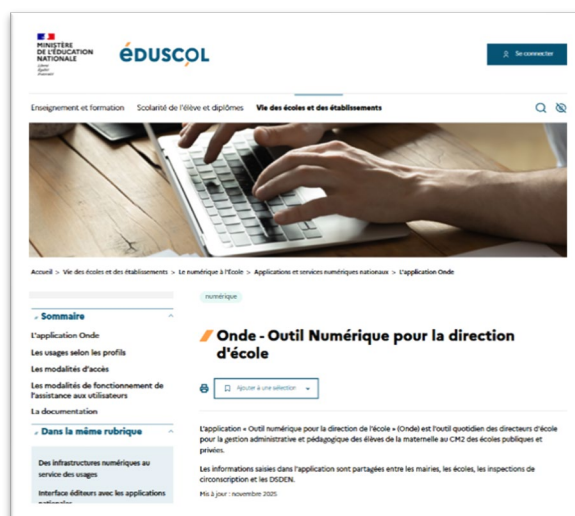 MINISTÈRE
DE L'ÉDUCATION
NATIONALE
éduscol
Se connecter
Enseignement et formation Scolarité de l'élève et diplômes Vie des écoles et des établissements
Accueil > Vie des écoles et des établissements > Le numérique à l'École > Applications et services numériques nationaux > L'application Onde
numérique
Sommaire
L'application Onde
Les usages selon les profils
Les modalités d'accès
Les modalités de fonctionnement de
l'assistance aux utilisateurs
La documentation
Dans la même rubrique
Des infrastructures numériques au
service des usages
Interface éditeurs avec les applications
nationales
Onde - Outil Numérique pour la direction
d'école
Ajouter à une sélection
L'application « Outil numérique pour la direction de l'école » (Onde) est l'outil quotidien des directeurs d'école
pour la gestion administrative et pédagogique des élèves de la maternelle au CM2 des écoles publiques et
privées.
Les informations saisies dans l'application sont partagées entre les mairies, les écoles, les inspections de
circonscription et les DSDEN.
Mis à jour : novembre 2025